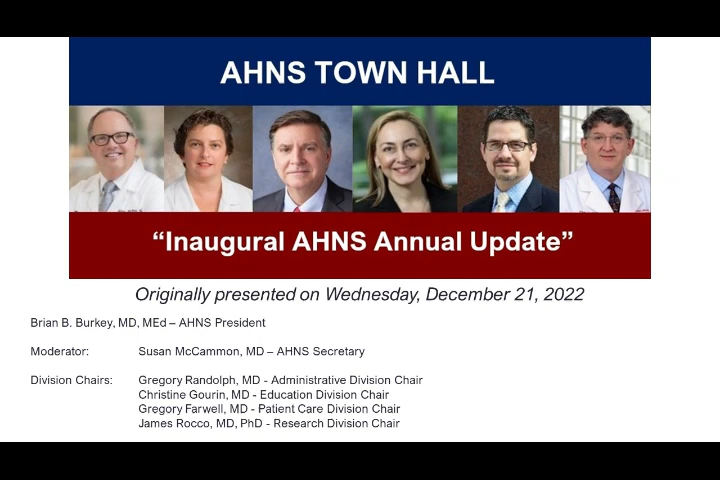 AHNS TOWN HALL
“Inaugural AHNS Annual Update”
Originally presented on Wednesday, December 21, 2022
Brian B. Burkey, MD, MEd – AHNS President
Moderator: Susan McCammon, MD – AHNS Secretary
Division Chairs: Gregory Randolph, MD - Administrative Division Chair
Christine Gourin, MD - Education Division Chair
Gregory Farwell, MD - Patient Care Division Chair
James Rocco, MD, PhD - Research Division Chair